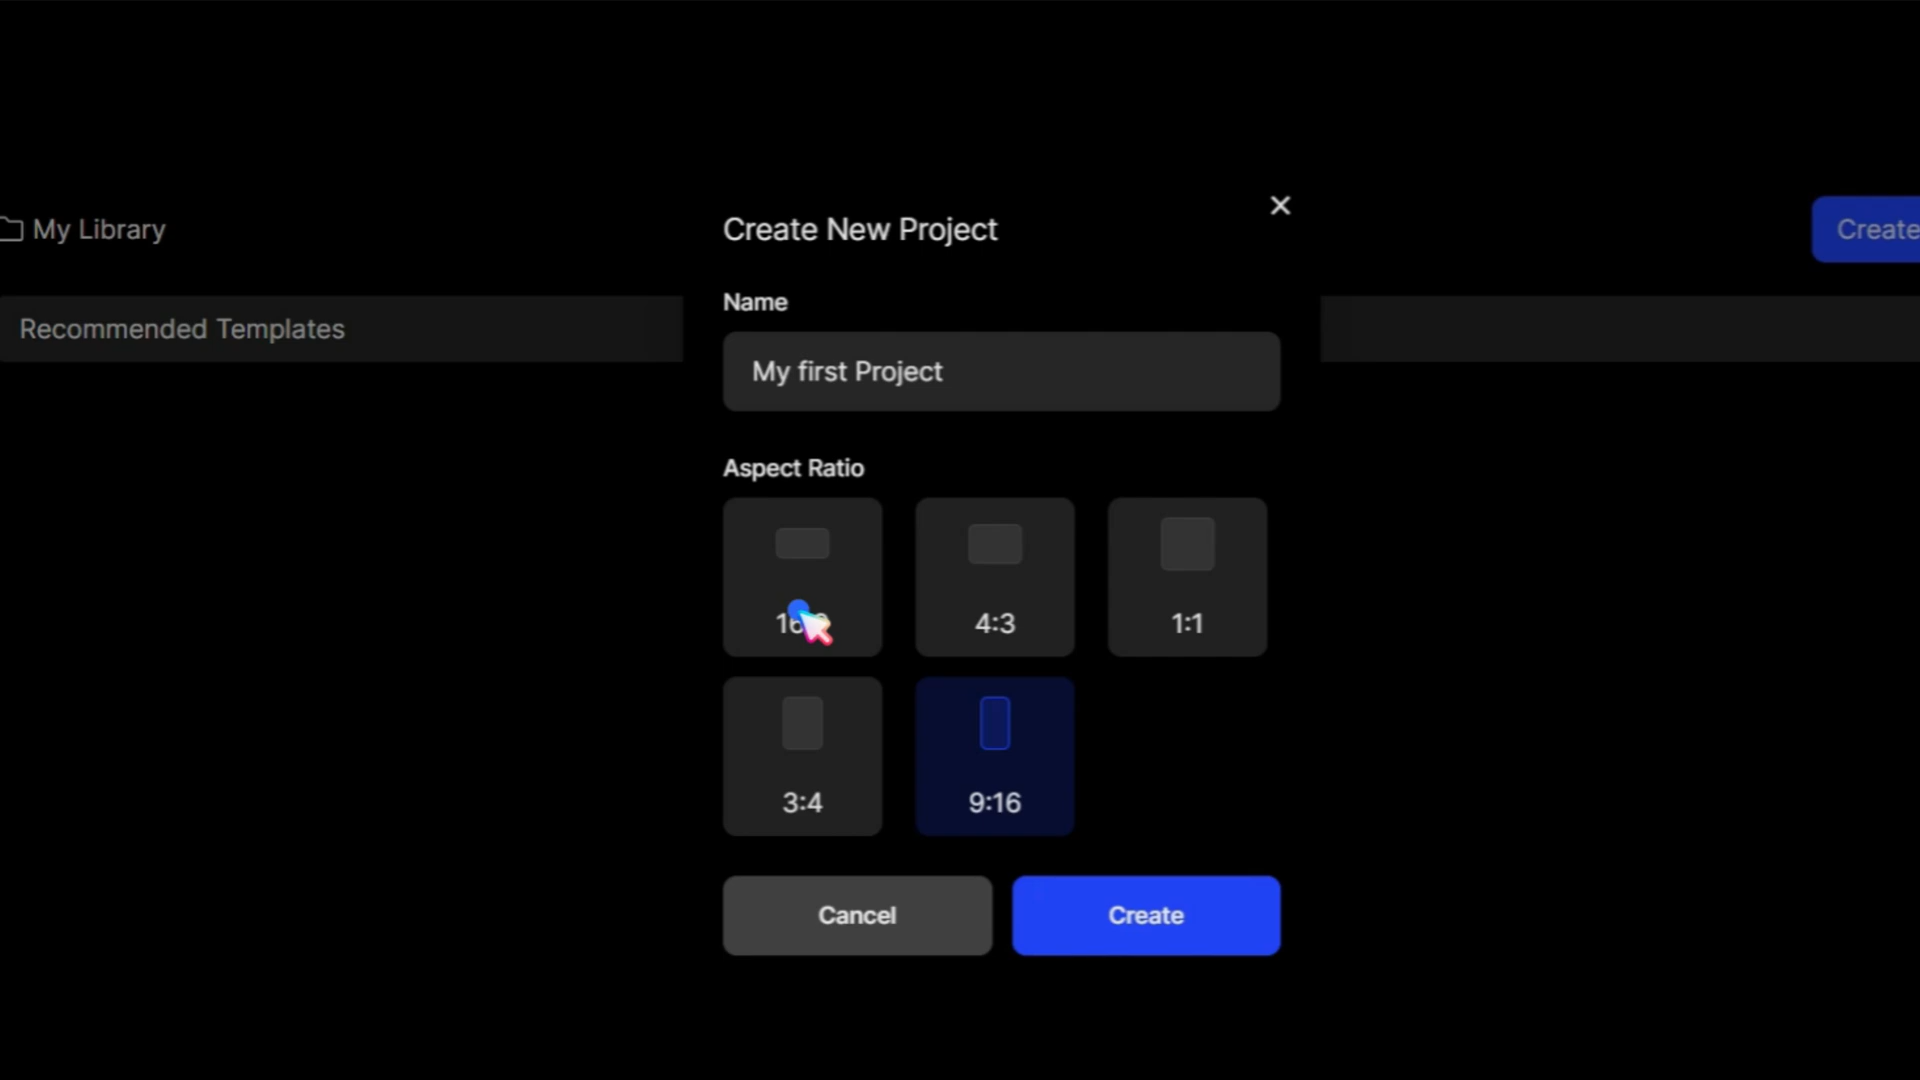 My Library
Create New Project
Create
Name
Recommended Templates
My first Project
Aspect Ratio
4:3
1:1
3:4
9:16
Cancel
Create